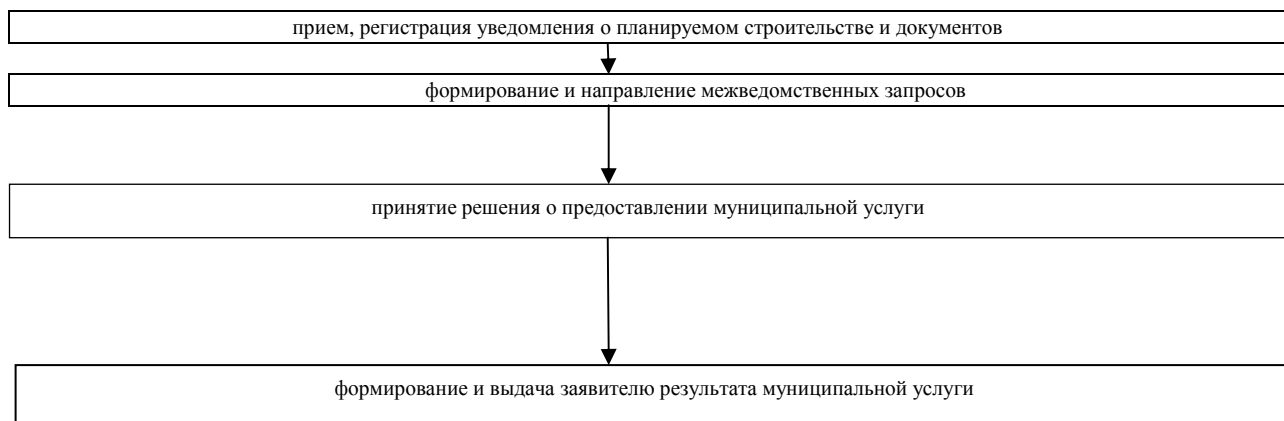 прием, регистрация уведомления о планируемом строительстве и документов
формирование и направление межведомственных запросов
принятие решения о предоставлении муниципальной услуги
формирование и выдача заявителю результата муниципальной услуги